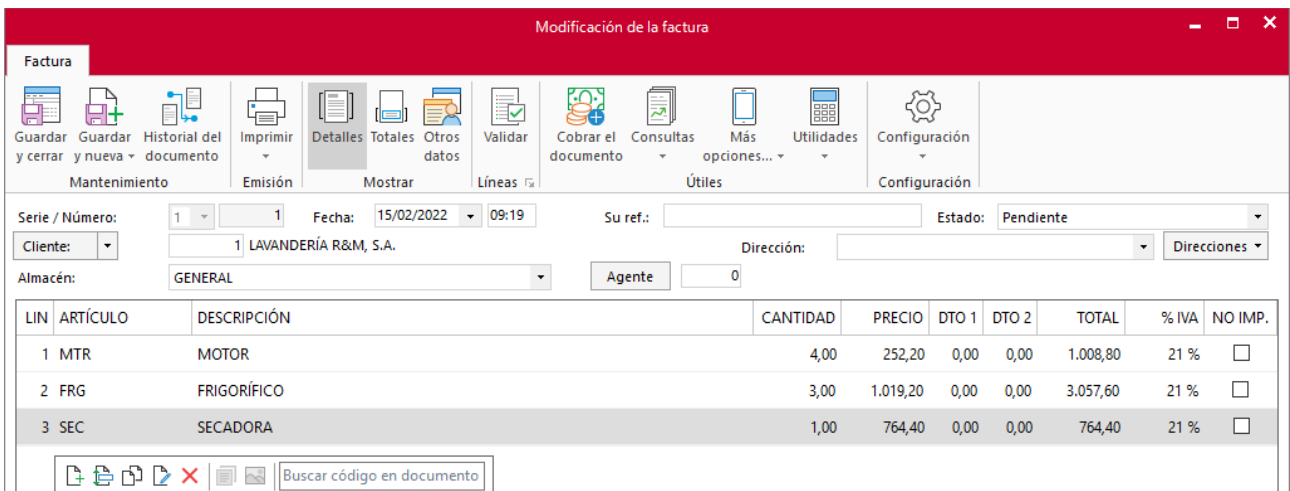 Modificación de la factura
Factura
Guardar y cerrar
Guardar y nueva
Historial del documento
Imprimir
Detalles
Totales
Otros datos
Validar
Cobrar el documento
Consultas
Más opciones...
Utilidades
Configuración
Mantenimiento
Emisión
Mostrar
Líneas
Útiles
Configuración
Serie / Número: 1 1 Fecha: 15/02/2022 09:19 Su ref.: Estado: Pendiente
Cliente: 1 LAVANDERÍA R&M, S.A. Dirección: Direcciones
Almacén: GENERAL Agente 0
LIN ARTÍCULO DESCRIPCIÓN CANTIDAD PRECIO DTO 1 DTO 2 TOTAL % IVA NO IMP.
1 MTR MOTOR 4,00 252,20 0,00 0,00 1.008,80 21 %
2 FRG FRIGORÍFICO 3,00 1.019,20 0,00 0,00 3.057,60 21 %
3 SEC SECADORA 1,00 764,40 0,00 0,00 764,40 21 %
Buscar código en documento